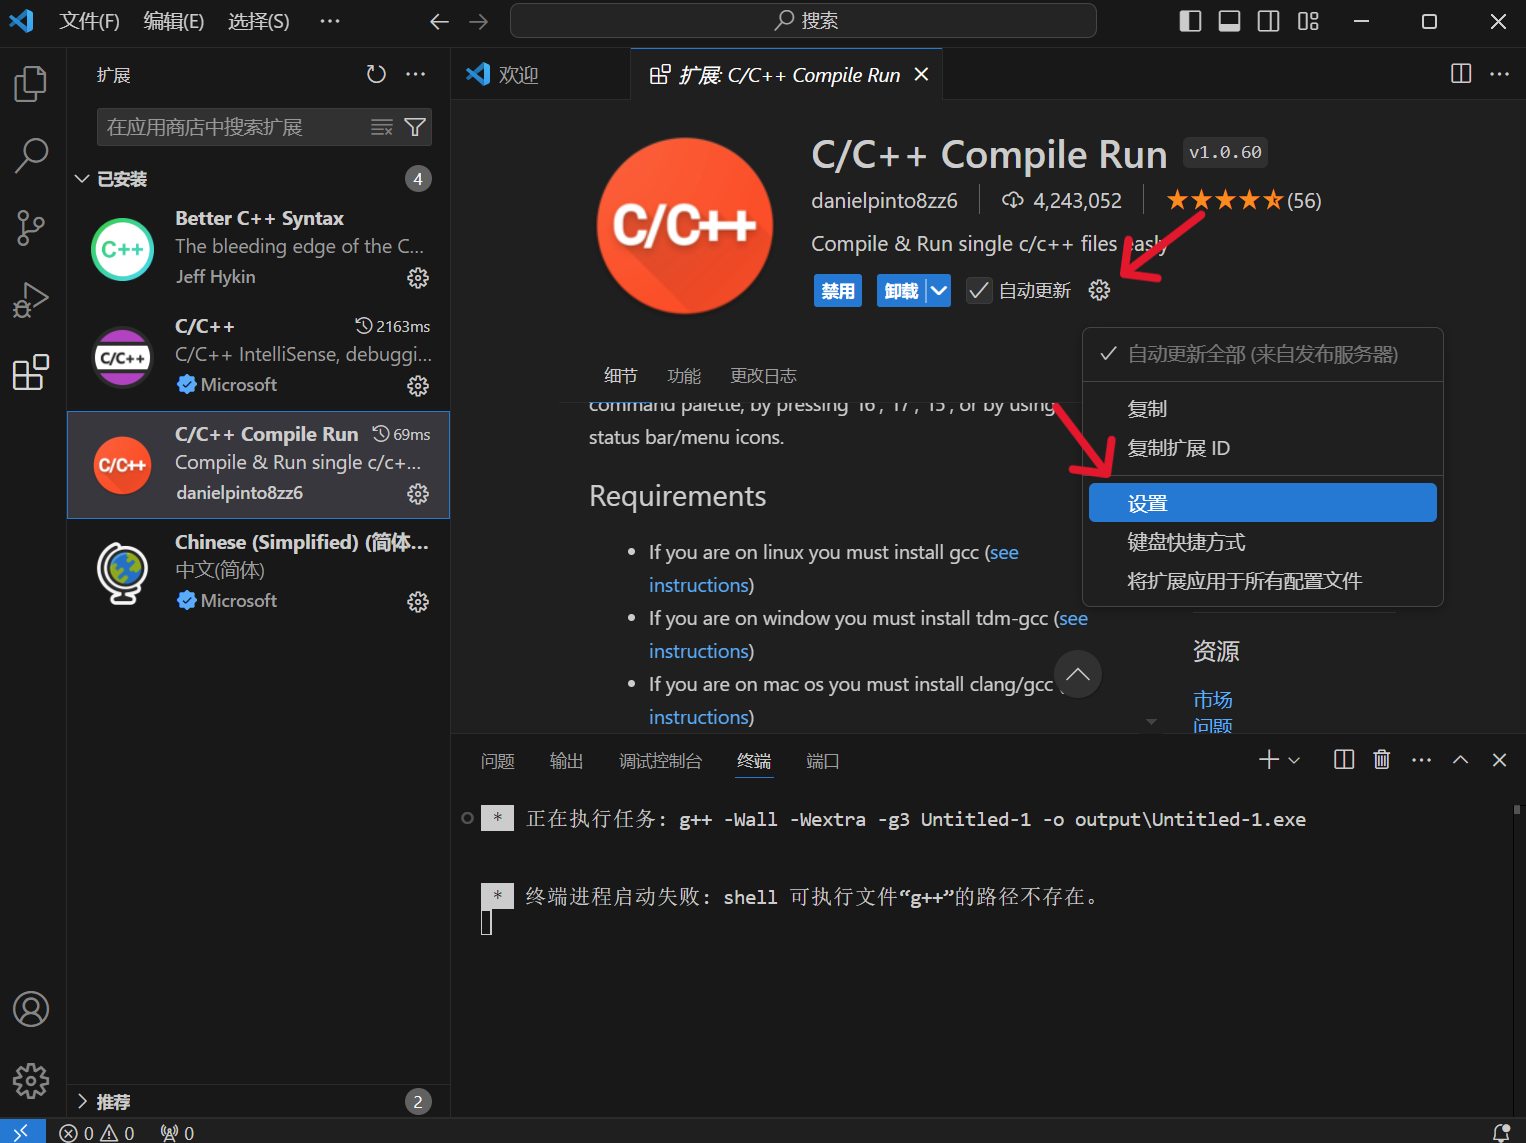 文件(F) 编辑(E) 选择(S) ··· 搜索
扩展
在应用商店中搜索扩展
已安装 4
Better C++ Syntax
The bleeding edge of the C...
Jeff Hykin
C++
C/C++ 2163ms
C/C++ IntelliSense, debuggi...
Microsoft
C/C++
C/C++ Compile Run 69ms
Compile & Run single c/c+...
danielpinto8zz6
C/C++
Chinese (Simplified) (简体...
中文(简体)
Microsoft
推荐 2
欢迎
扩展: C/C++ Compile Run
C/C++
C/C++ Compile Run v1.0.60
danielpinto8zz6 4,243,052 (56)
Compile & Run single c/c++ files easly
禁用 卸载 自动更新
细节 功能 更改日志
command palette, by pressing 'f6', 'f7', 'f5', or by using
status bar/menu icons.
Requirements
If you are on linux you must install gcc (see
instructions)
If you are on window you must install tdm-gcc (see
instructions)
If you are on mac os you must install clang/gcc
instructions)
自动更新全部 (来自发布服务器)
复制
复制扩展 ID
设置
键盘快捷方式
将扩展应用于所有配置文件
资源
市场
问题
问题 输出 调试控制台 终端 端口
* 正在执行任务: g++ -Wall -Wextra -g3 Untitled-1 -o output\Untitled-1.exe
* 终端进程启动失败: shell 可执行文件“g++”的路径不存在。
0 0 0